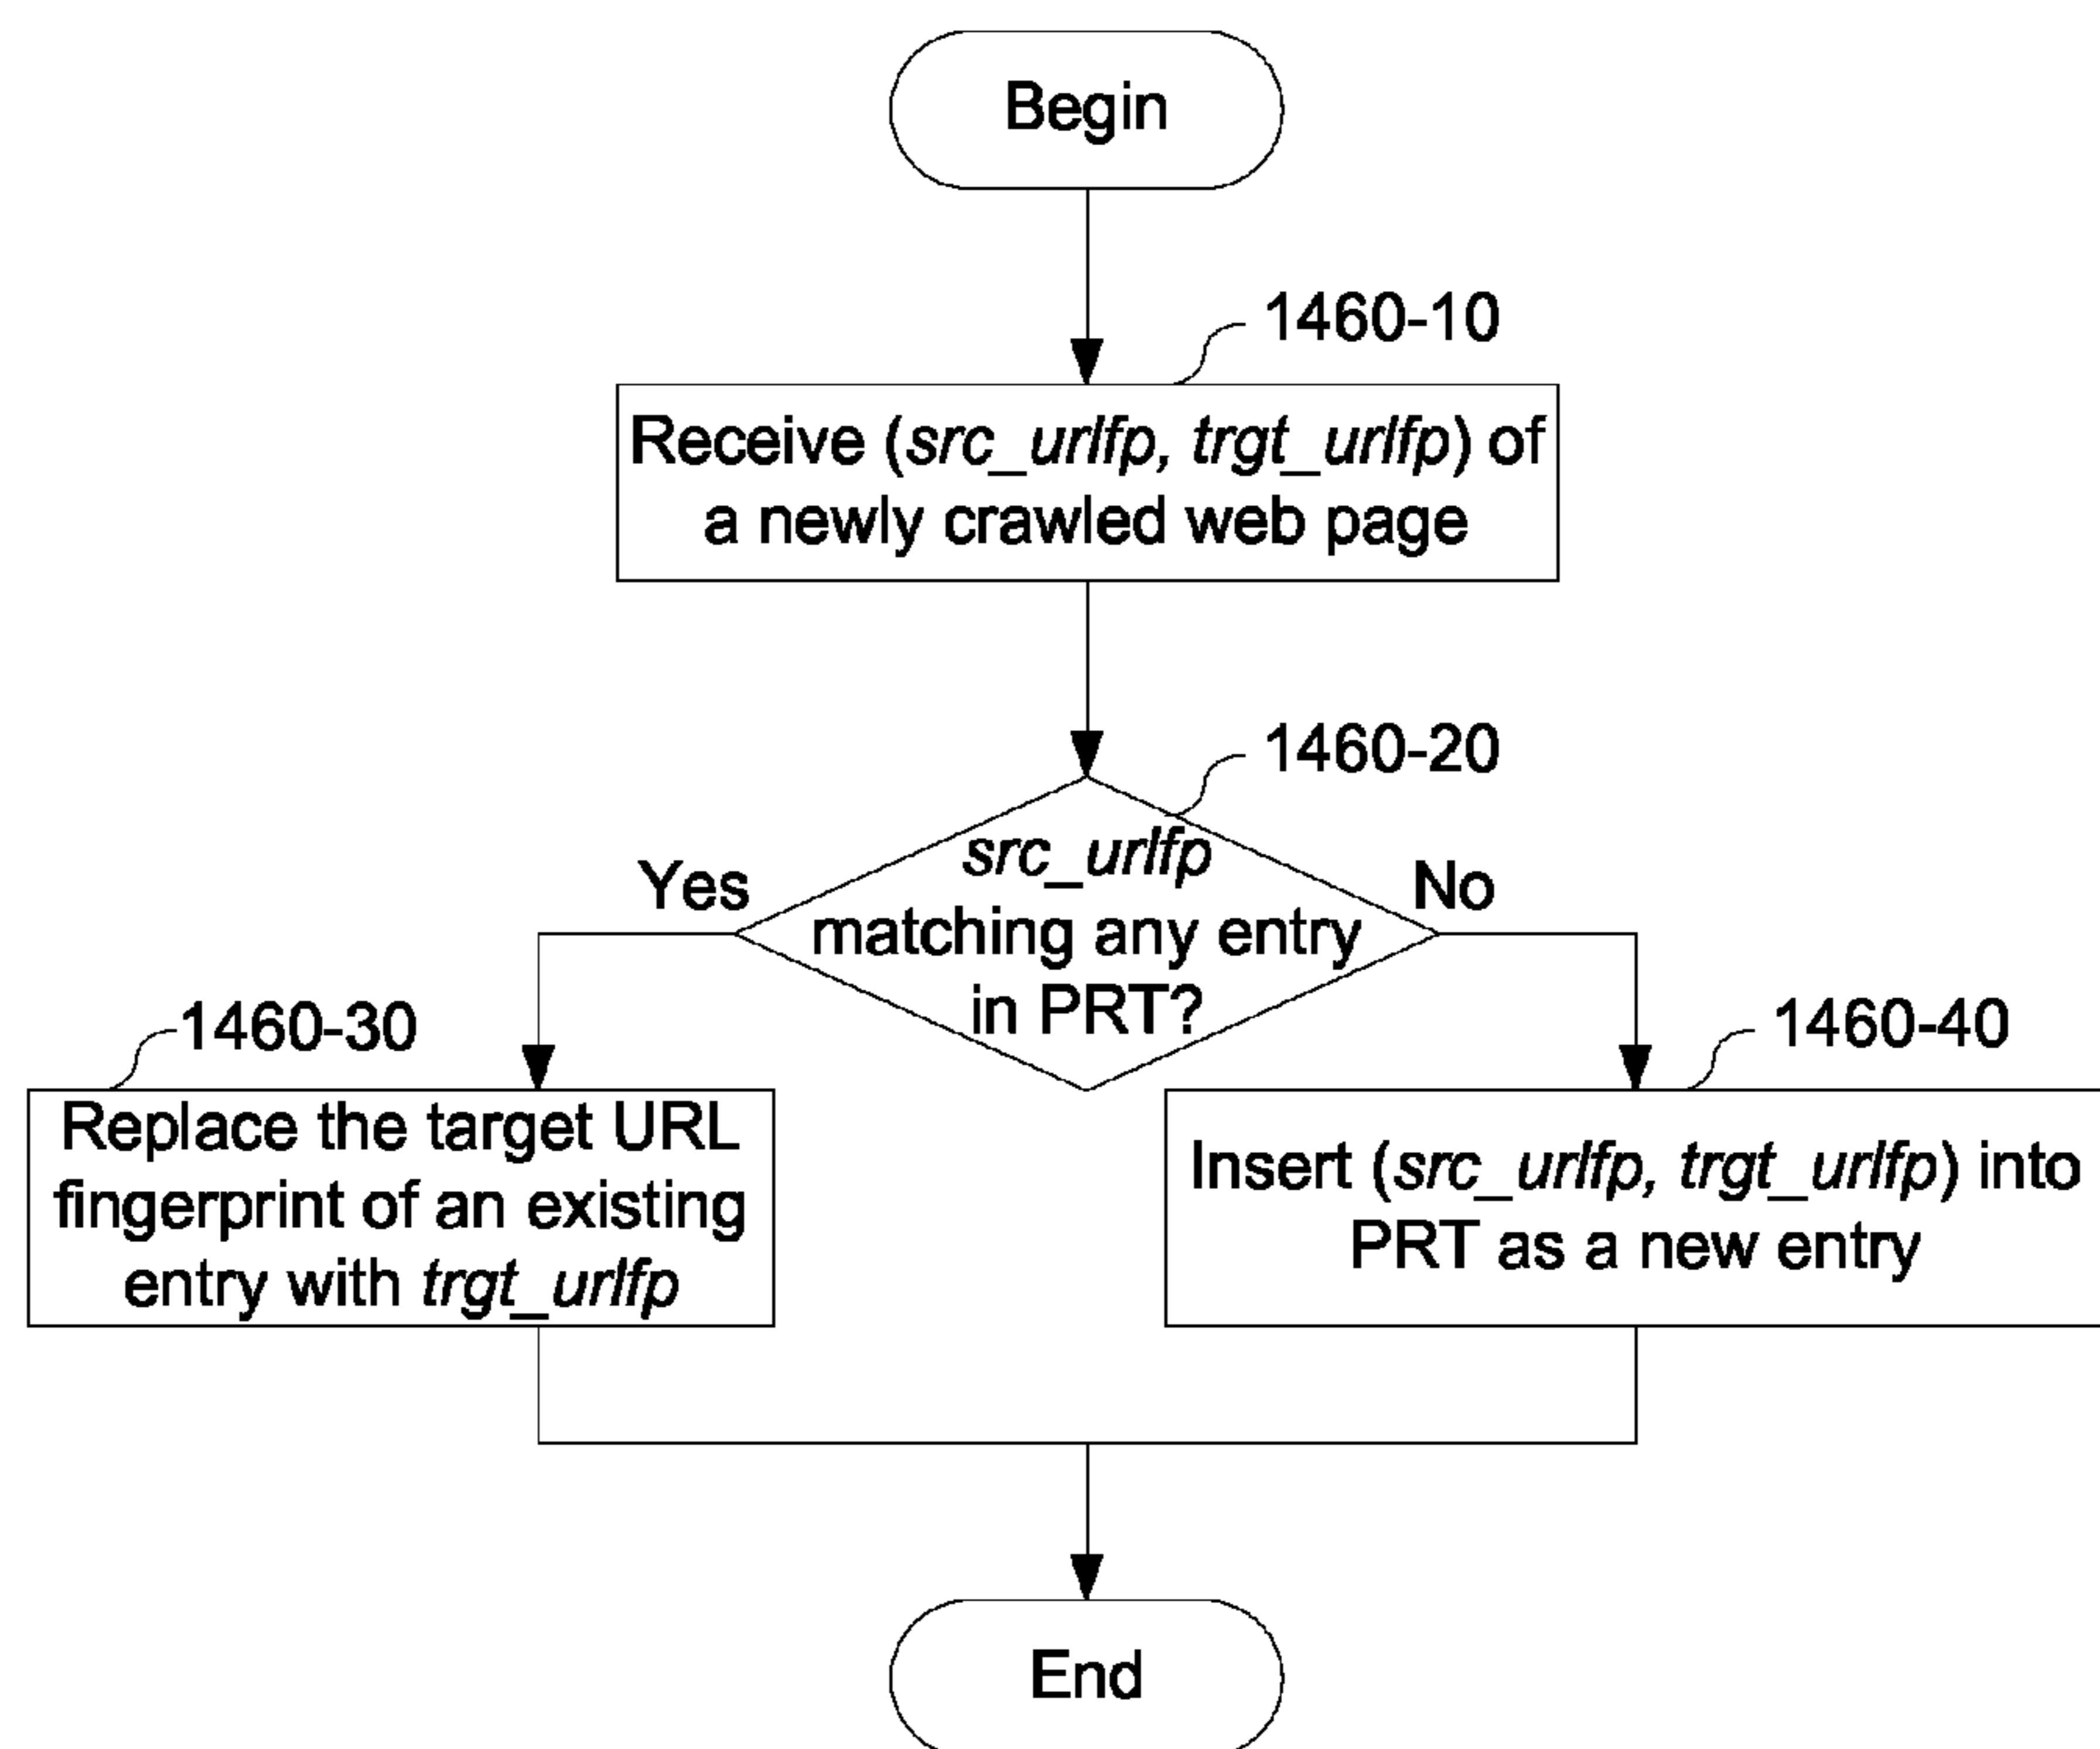 Begin
1460-10
Receive (src_urlfp, trgt_urlfp) of
a newly crawled web page
1460-20
src_urlfp
matching any entry
in PRT?
Yes
No
1460-30
Replace the target URL
fingerprint of an existing
entry with trgt_urlfp
1460-40
Insert (src_urlfp, trgt_urlfp) into
PRT as a new entry
End